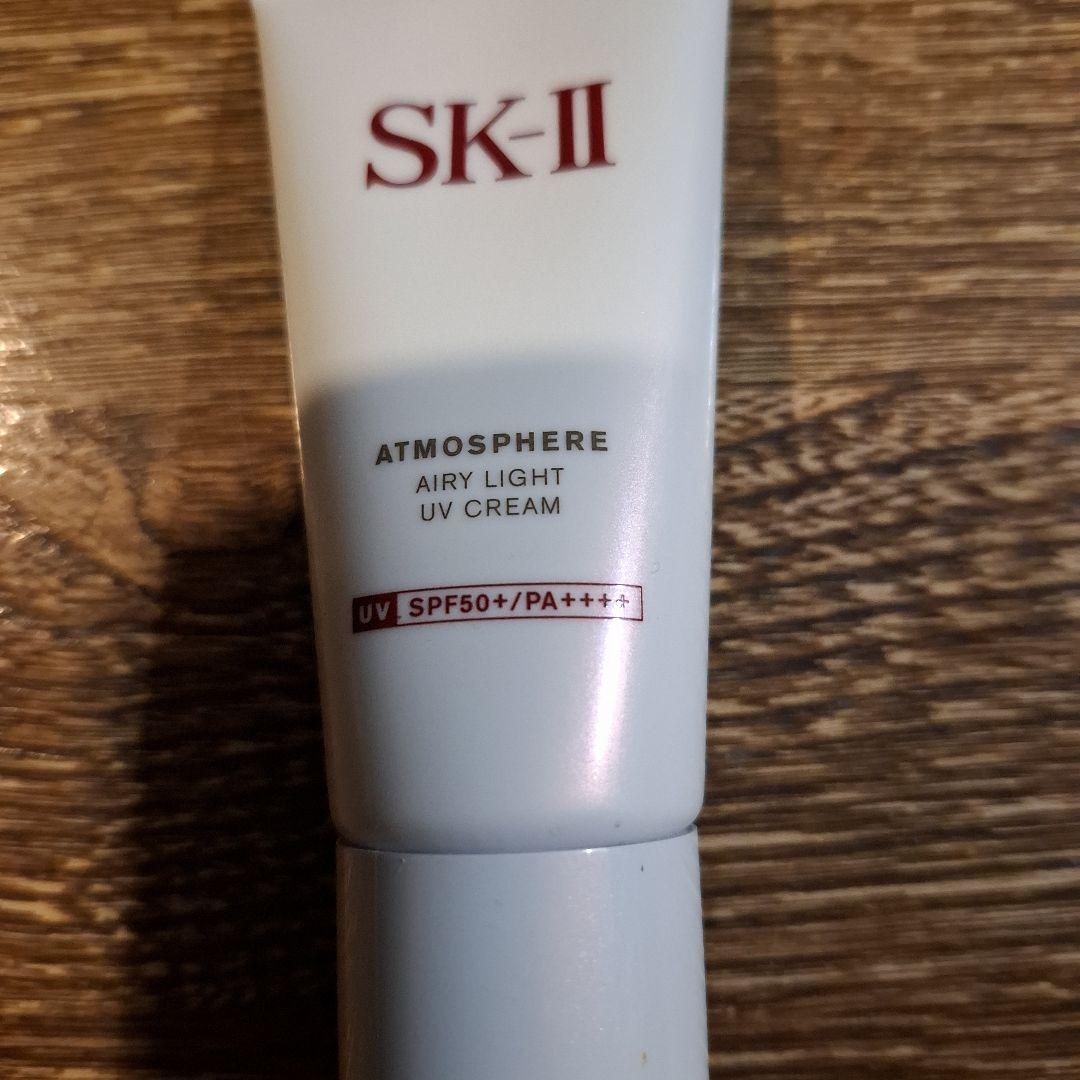 SK-II
ATMOSPHERE
AIRY LIGHT
UV CREAM
UV SPF50+/PA++++